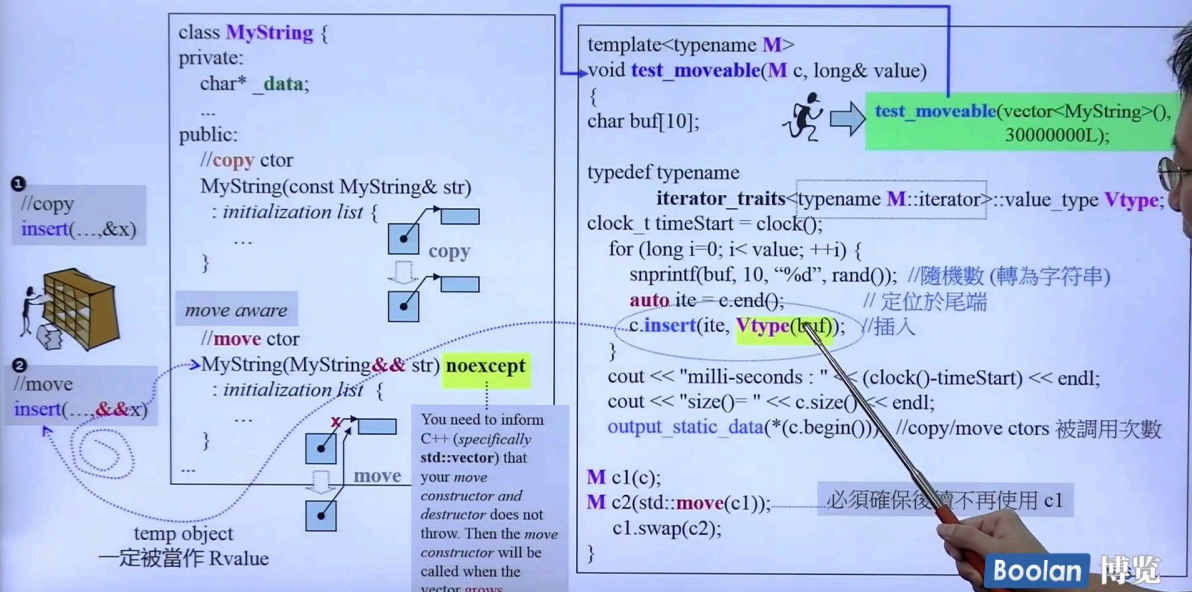 class MyString {
private:
char* _data;
...
public:
//copy ctor
MyString(const MyString& str)
: initialization list {
...
}
copy
move aware
//move ctor
MyString(MyString&& str) noexcept
: initialization list {
...
}
...
move
❶
//copy
insert(…,&x)
❷
//move
insert(…,&&x)
temp object
一定被當作 Rvalue
x
You need to inform
C++ (specifically
std::vector) that
your move
constructor and
destructor does not
throw. Then the move
constructor will be
called when the
vector grows.
template<typename M>
void test_moveable(M c, long& value)
{
char buf[10];
test_moveable(vector<MyString>(),
30000000L);
typedef typename
iterator_traits<typename M::iterator>::value_type Vtype;
clock_t timeStart = clock();
for (long i=0; i< value; ++i) {
snprintf(buf, 10, “%d”, rand()); //隨機數 (轉為字符串)
auto ite = c.end(); // 定位於尾端
c.insert(ite, Vtype(buf)); //插入
}
cout << "milli-seconds : " << (clock()-timeStart) << endl;
cout << "size()= " << c.size() << endl;
output_static_data(*(c.begin())); //copy/move ctors 被調用次數
M c1(c);
M c2(std::move(c1)); 必須確保後續不再使用 c1
c1.swap(c2);
}
Boolan 博览